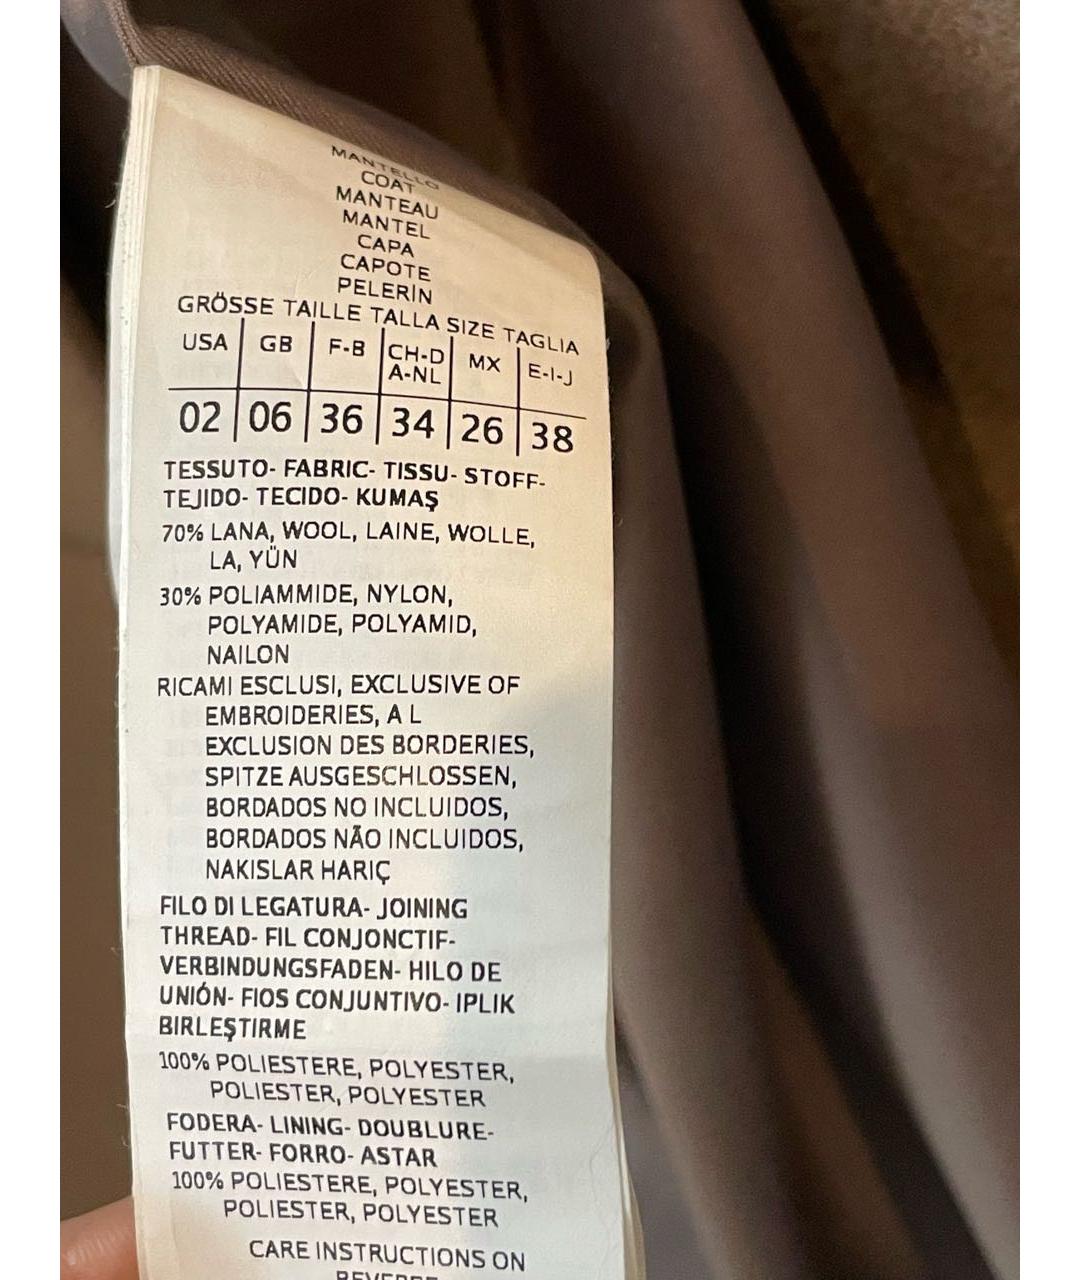 MANTELLO
COAT
MANTEAU
MANTEL
CAPA
CAPOTE
PELERİN
GRÖSSE TAILLE TALLA SIZE TAGLIA
USA GB F-B CH-D A-NL MX E-I-J
02 06 36 34 26 38
TESSUTO- FABRIC- TISSU- STOFF-
TEJIDO- TECIDO- KUMAŞ
70% LANA, WOOL, LAINE, WOLLE,
LA, YÜN
30% POLIAMMIDE, NYLON,
POLYAMIDE, POLYAMID,
NAILON
RICAMI ESCLUSI, EXCLUSIVE OF
EMBROIDERIES, A L
EXCLUSION DES BORDERIES,
SPITZE AUSGESCHLOSSEN,
BORDADOS NO INCLUIDOS,
BORDADOS NÃO INCLUIDOS,
NAKISLAR HARIÇ
FILO DI LEGATURA- JOINING
THREAD- FIL CONJONCTIF-
VERBINDUNGSFADEN- HILO DE
UNIÓN- FIOS CONJUNTIVO- IPLIK
BIRLEŞTIRME
100% POLIESTERE, POLYESTER,
POLIESTER, POLYESTER
FODERA- LINING- DOUBLURE-
FUTTER- FORRO- ASTAR
100% POLIESTERE, POLYESTER,
POLIESTER, POLYESTER
CARE INSTRUCTIONS ON
REVERSE